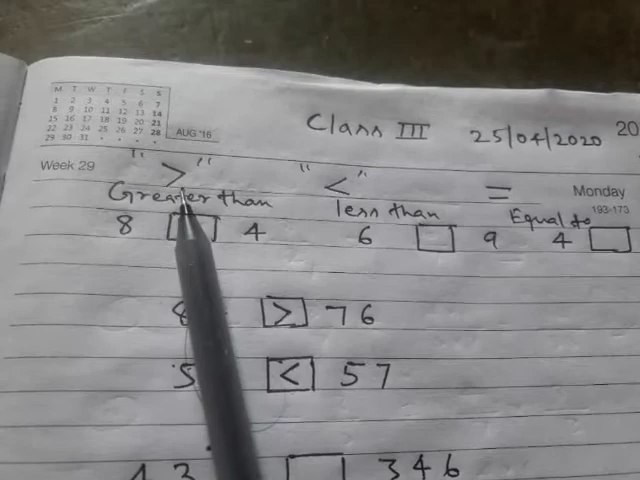 M T W T F S S
1 2 3 4 5 6 7
8 9 10 11 12 13 14
15 16 17 18 19 20 21
22 23 24 25 26 27 28
29 30 31 • • • •
AUG '16
Class III 25/04/2020 20
Week 29 ">" "<" = Monday
193-173
Greater than less than Equal to
8 4 6 9 4
> 76
5 < 57
346